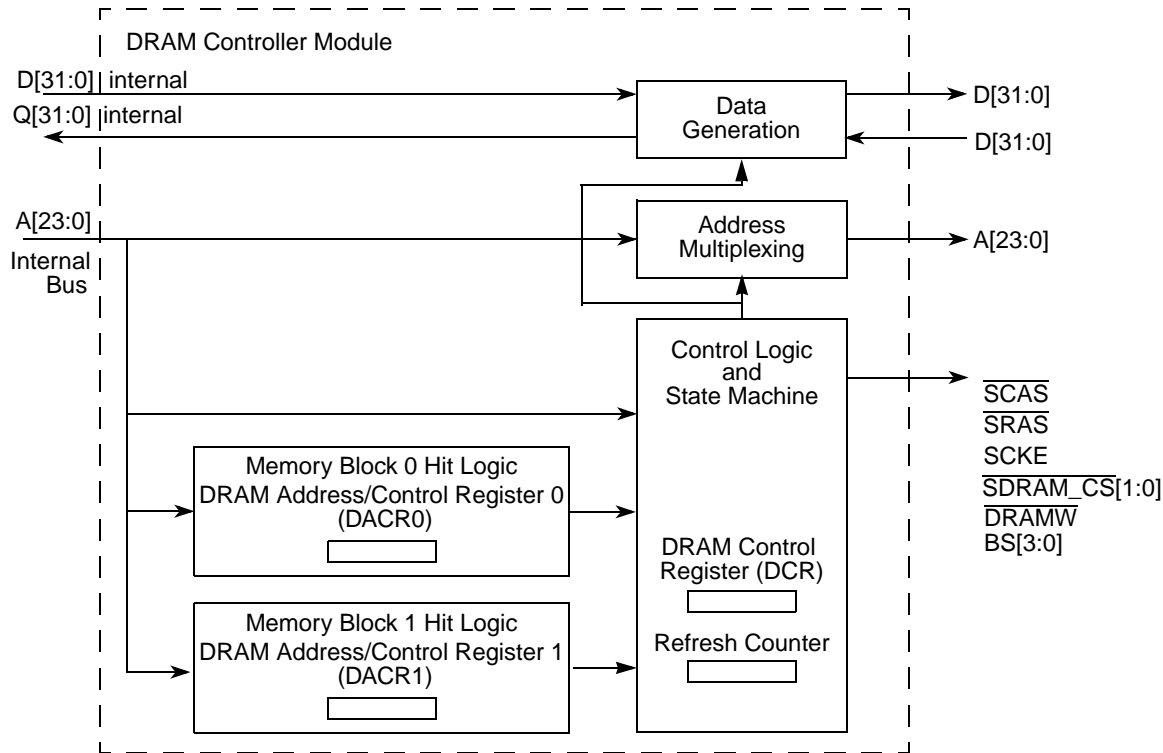 DRAM Controller Module
D[31:0] internal
Q[31:0] internal
Data
Generation
D[31:0]
D[31:0]
A[23:0]
Internal
Bus
Address
Multiplexing
A[23:0]
Control Logic
and
State Machine
SCAS
SRAS
SCKE
SDRAM_CS[1:0]
DRAMW
BS[3:0]
Memory Block 0 Hit Logic
DRAM Address/Control Register 0
(DACR0)
DRAM Control
Register (DCR)
Memory Block 1 Hit Logic
DRAM Address/Control Register 1
(DACR1)
Refresh Counter